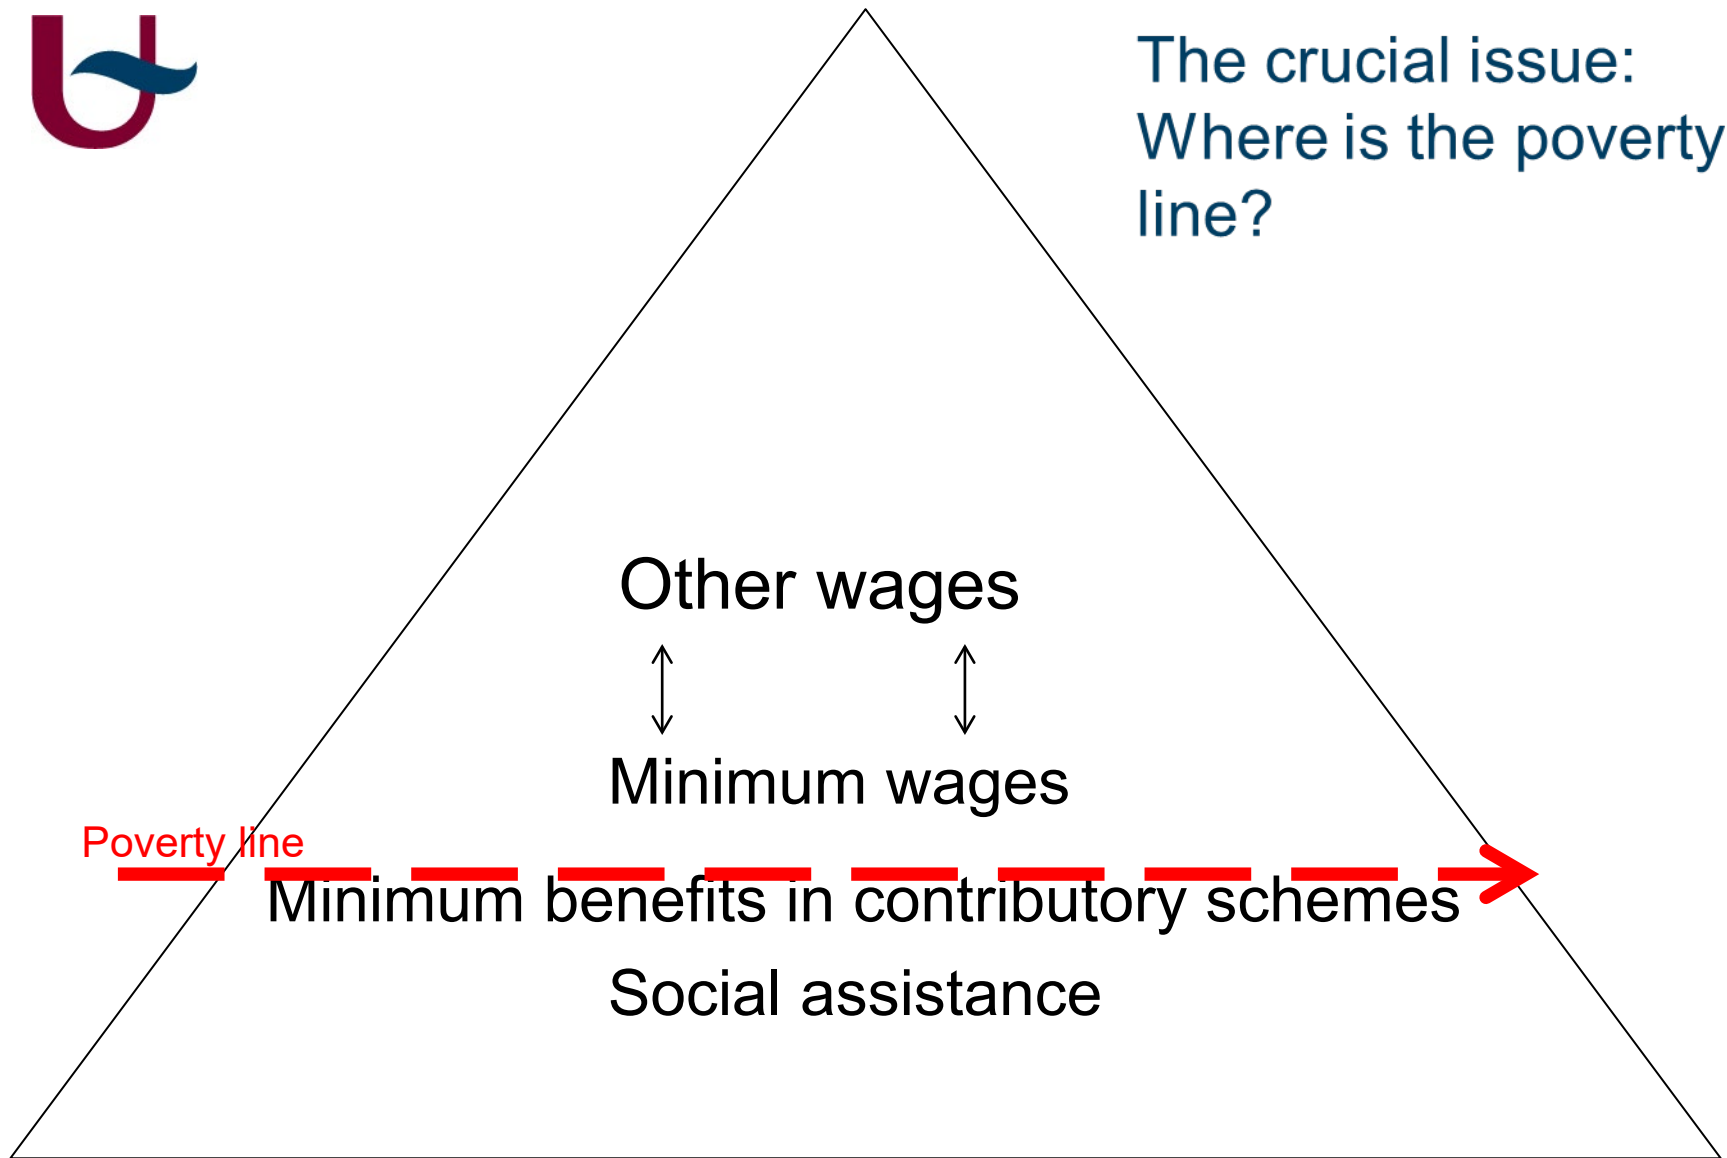 The crucial issue:
Where is the poverty
line?
Other wages
Minimum wages
Poverty line
Minimum benefits in contributory schemes
Social assistance